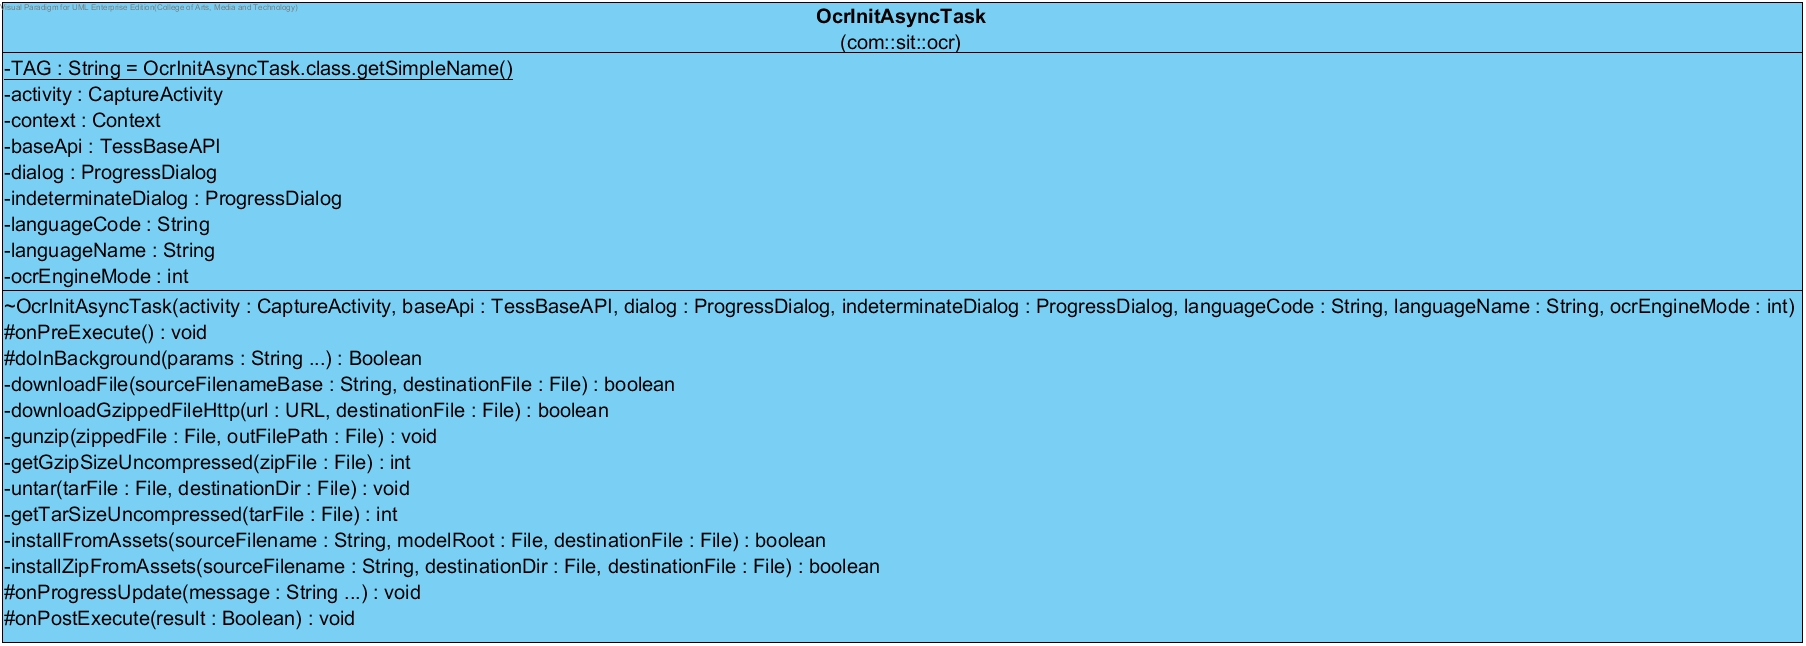 Visual Paradigm for UML Enterprise Edition(College of Arts, Media and Technology)
OcrInitAsyncTask
(com::sit::ocr)
-TAG : String = OcrInitAsyncTask.class.getSimpleName()
-activity : CaptureActivity
-context : Context
-baseApi : TessBaseAPI
-dialog : ProgressDialog
-indeterminateDialog : ProgressDialog
-languageCode : String
-languageName : String
-ocrEngineMode : int
~OcrInitAsyncTask(activity : CaptureActivity, baseApi : TessBaseAPI, dialog : ProgressDialog, indeterminateDialog : ProgressDialog, languageCode : String, languageName : String, ocrEngineMode : int)
#onPreExecute() : void
#doInBackground(params : String ...) : Boolean
-downloadFile(sourceFilenameBase : String, destinationFile : File) : boolean
-downloadGzippedFileHttp(url : URL, destinationFile : File) : boolean
-gunzip(zippedFile : File, outFilePath : File) : void
-getGzipSizeUncompressed(zipFile : File) : int
-untar(tarFile : File, destinationDir : File) : void
-getTarSizeUncompressed(tarFile : File) : int
-installFromAssets(sourceFilename : String, modelRoot : File, destinationFile : File) : boolean
-installZipFromAssets(sourceFilename : String, destinationDir : File, destinationFile : File) : boolean
#onProgressUpdate(message : String ...) : void
#onPostExecute(result : Boolean) : void